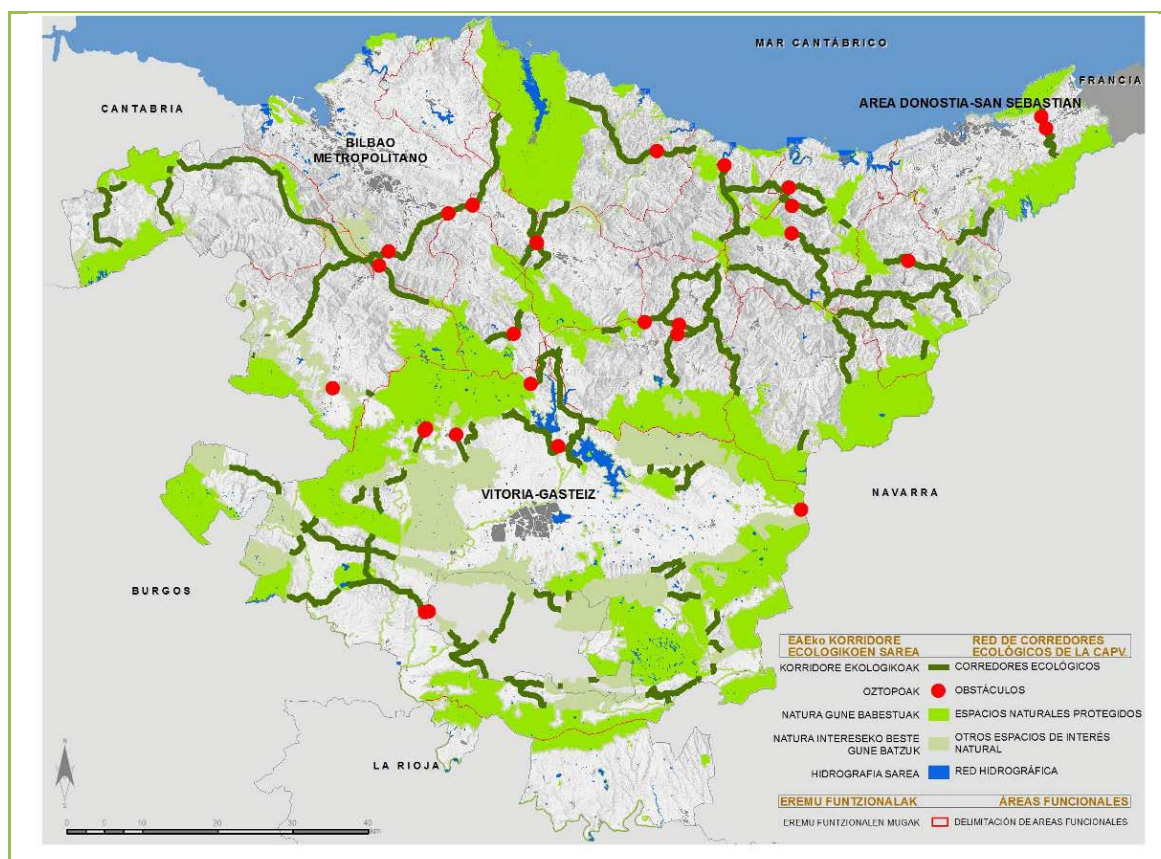 MAR CANTÁBRICO
FRANCIA
CANTABRIA
AREA DONOSTIA-SAN SEBASTIAN
BILBAO
METROPOLITANO
NAVARRA
VITORIA-GASTEIZ
BURGOS
LA RIOJA
EAEko KORRIDORE
ECOLOGIKOEN SAREA
RED DE CORREDORES
ECOLÓGICOS DE LA CAPV.
KORRIDORE EKOLOGIKOAK
CORREDORES ECOLÓGICOS
OZTOPOAK
OBSTÁCULOS
NATURA GUNE BABESTUAK
ESPACIOS NATURALES PROTEGIDOS
NATURA INTERESEKO BESTE
GUNE BATZUK
OTROS ESPACIOS DE INTERÉS
NATURAL
HIDROGRAFIA SAREA
RED HIDROGRÁFICA
EREMU FUNTZIONALAK
ÁREAS FUNCIONALES
EREMU FUNTZIONALEN MUGAK
DELIMITACIÓN DE AREAS FUNCIONALES
0 5 10 20 30 40
km